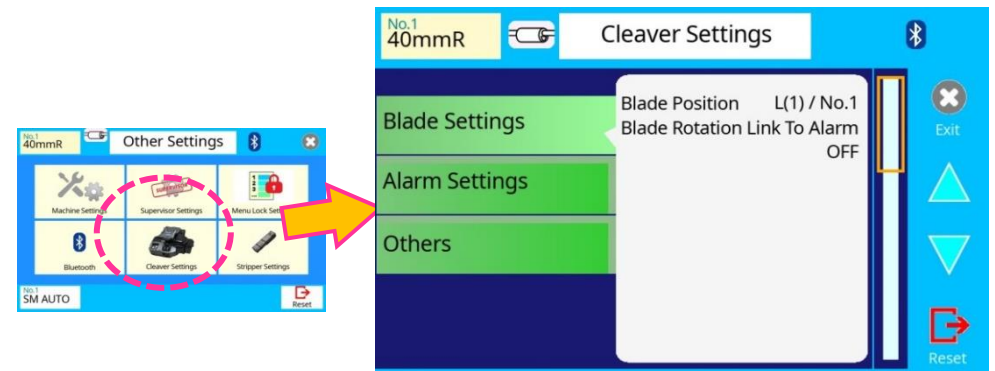 No.1
40mmR
Other Settings
Machine Settings
Supervisor Settings
Menu Lock Set
Bluetooth
Cleaver Settings
Stripper Settings
No.1
SM AUTO
Reset
No.1
40mmR
Cleaver Settings
Blade Settings
Alarm Settings
Others
Blade Position L(1) / No.1
Blade Rotation Link To Alarm
OFF
Exit
Reset